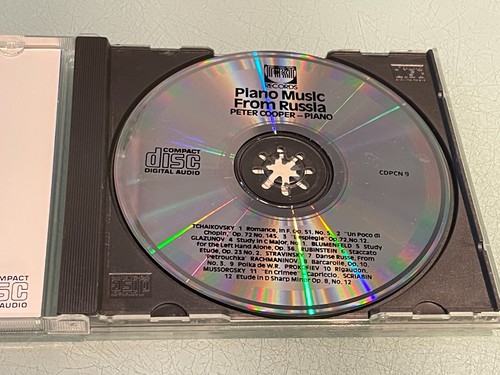 RECORDS
Piano Music
From Russia
PETER COOPER — PIANO
COMPACT
disc
DIGITAL AUDIO
CDPCN 9
TCHAIKOVSKY 1 Romance, in F, Op. 51, No. 5 2 "Un Poco di
Chopin," Op. 72 No. 145. 3 "L'espiegle" Op. 72 No. 12.
GLAZUNOV 4 Study in C Major, No. 1 BLUMENFELD 5 Study
for the Left Hand Alone, Op. 36. RUBINSTEIN 6 Staccato
Etude, Op. 23 No. 2. STRAVINSKY 7 Danse Russe, From
"Petrouchka" RACHMANINOV 8 Barcarolle, Op. 10,
No. 3 9 Polka de W.R. PROKOFIEV 10 Rigaudon.
MUSSORGSKY 11 "En Crimee" Capriccio, SCRIABIN
12 Etude in D Sharp Minor Op. 8, No. 12
COMPACT
DIGITAL AUDIO